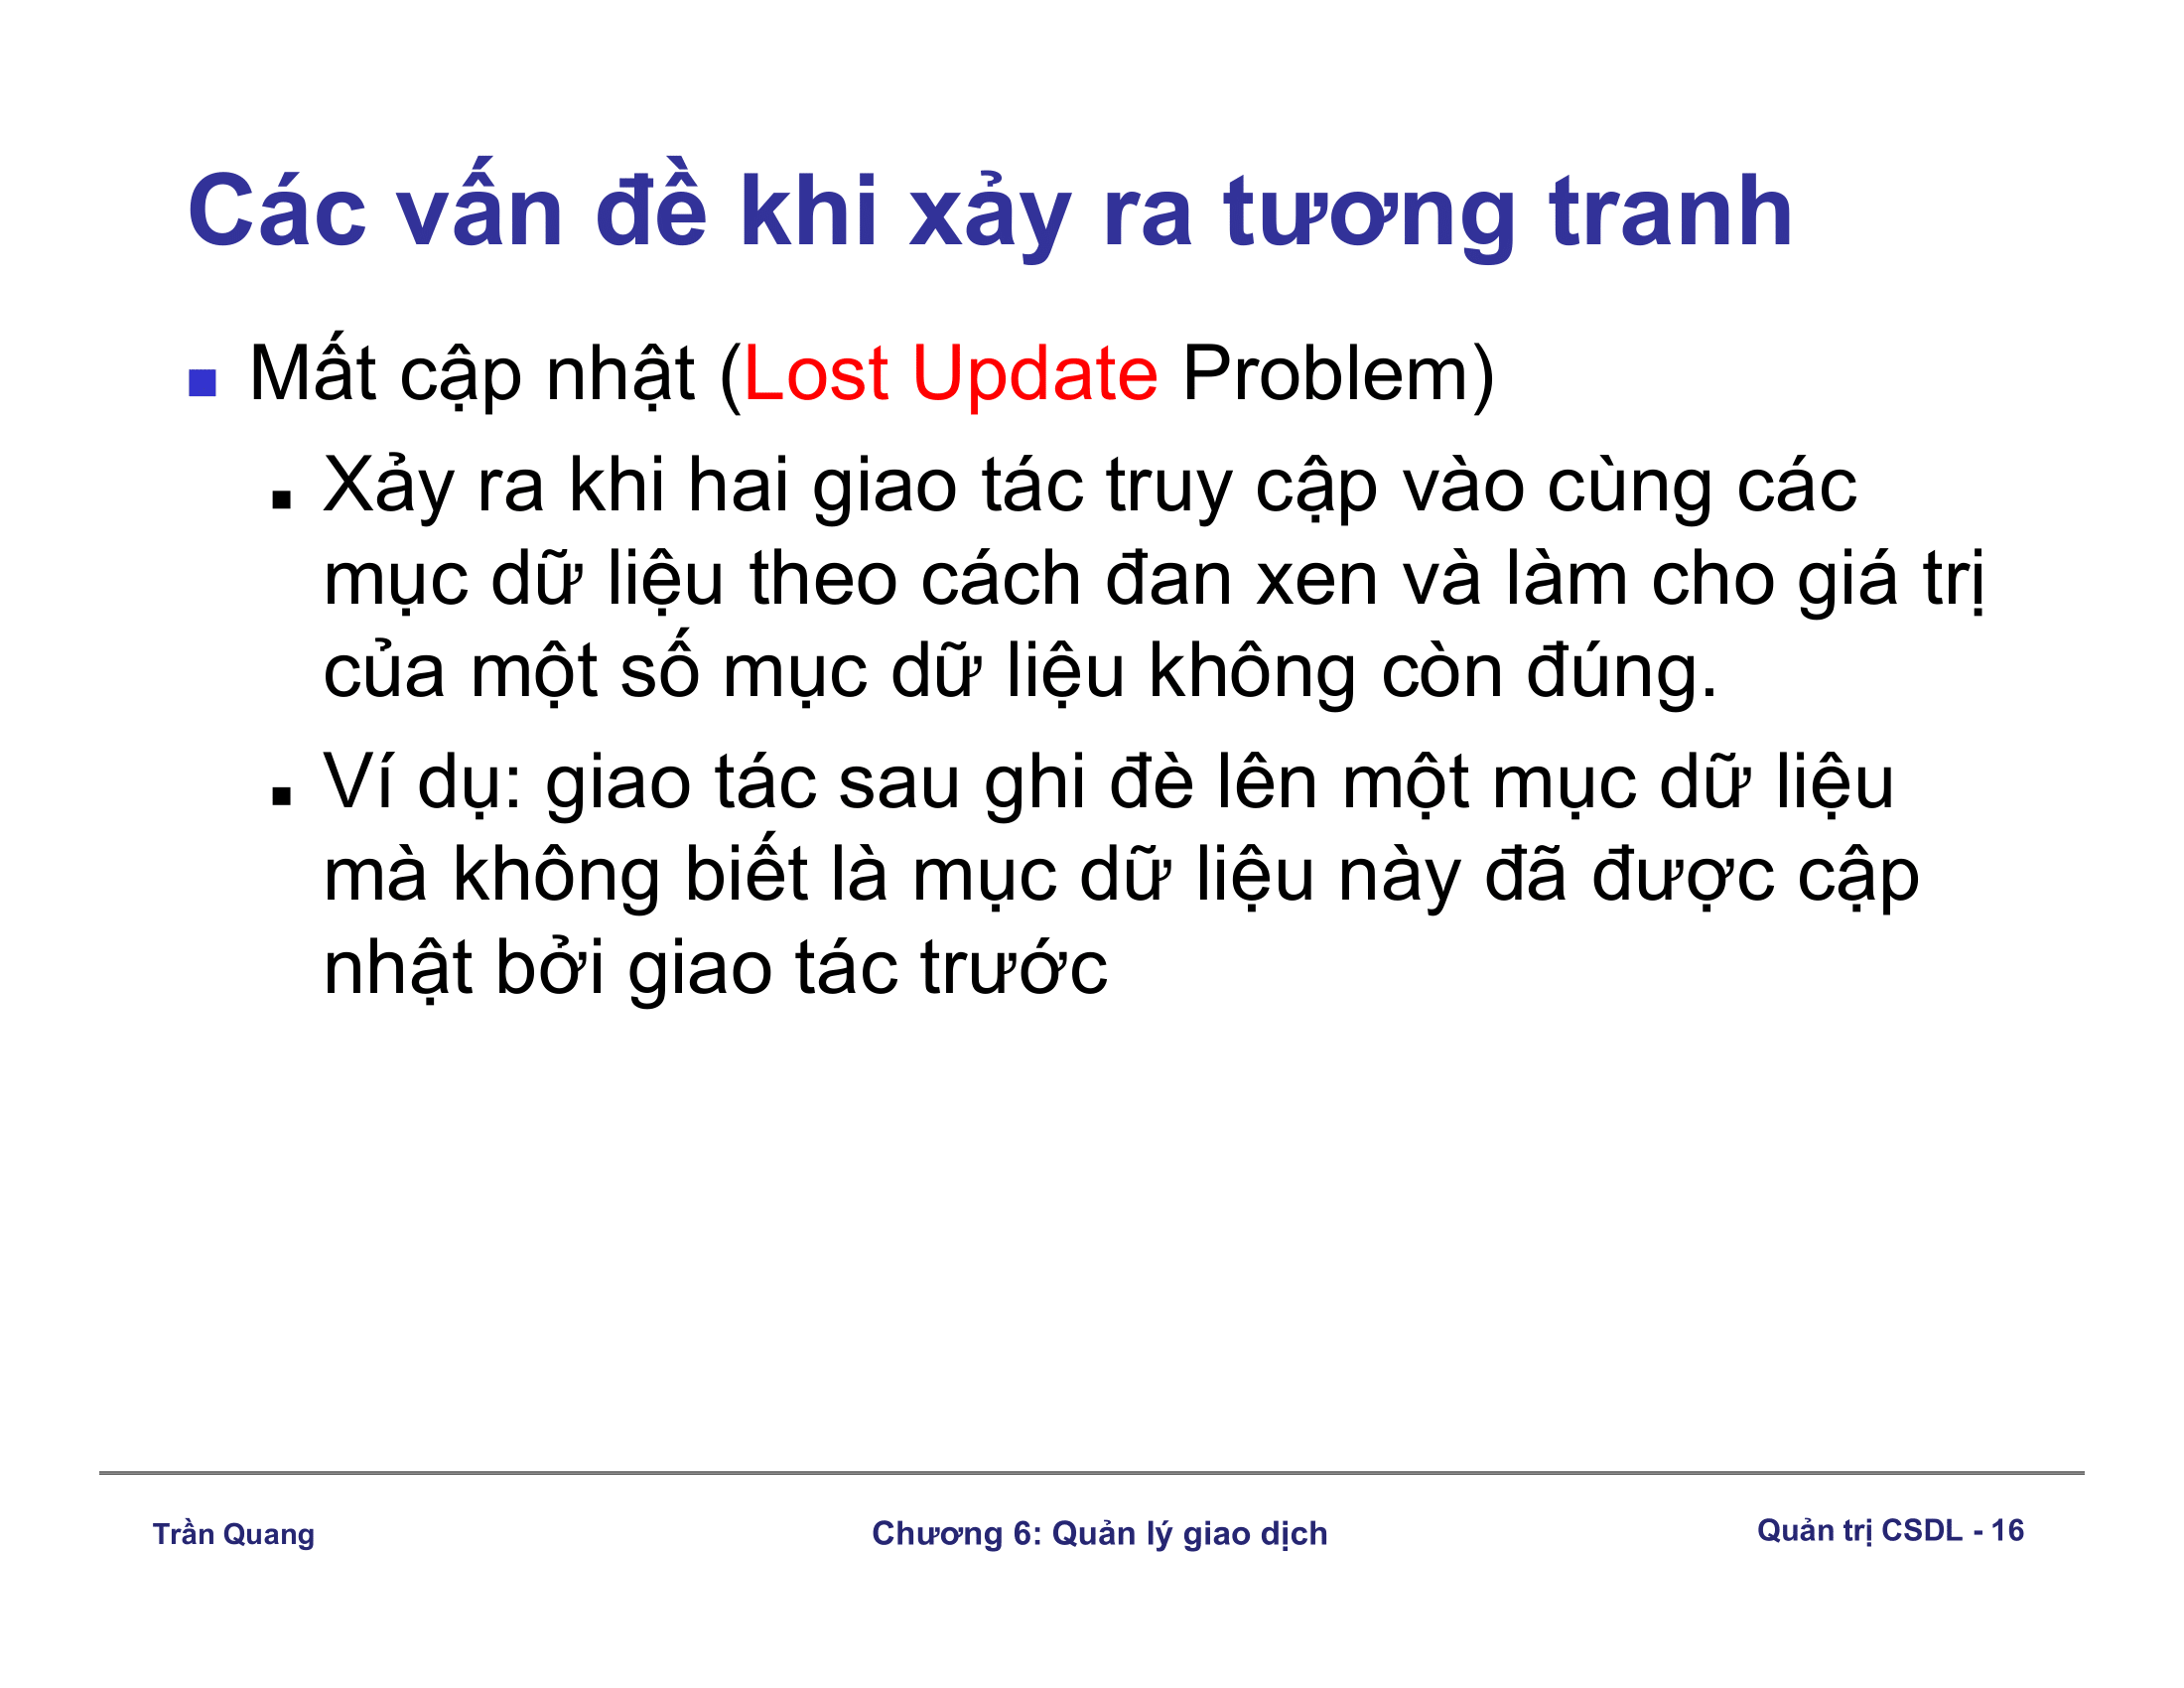 Các vấn đề khi xảy ra tương tranh
Mất cập nhật (Lost Update Problem)
Xảy ra khi hai giao tác truy cập vào cùng các
mục dữ liệu theo cách đan xen và làm cho giá trị
của một số mục dữ liệu không còn đúng.
Ví dụ: giao tác sau ghi đè lên một mục dữ liệu
mà không biết là mục dữ liệu này đã được cập
nhật bởi giao tác trước
Trần Quang
Chương 6: Quản lý giao dịch
Quản trị CSDL - 16